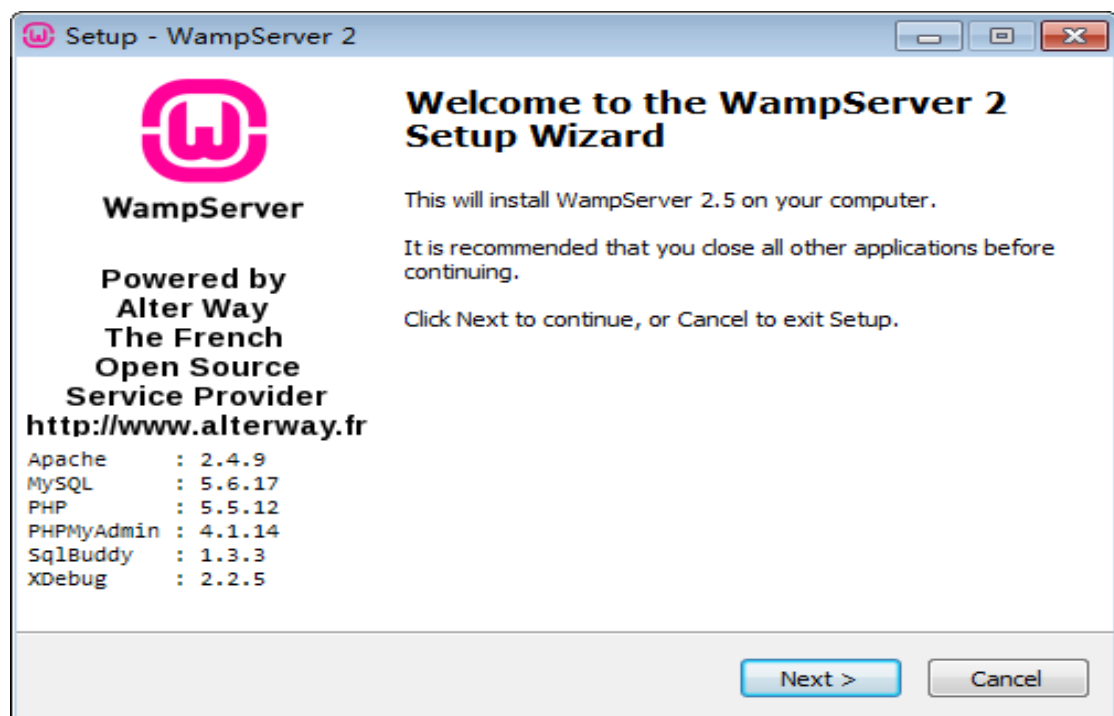 Setup - WampServer 2
WampServer
Powered by
Alter Way
The French
Open Source
Service Provider
http://www.alterway.fr
Apache : 2.4.9
MySQL : 5.6.17
PHP : 5.5.12
PHPMyAdmin : 4.1.14
SqlBuddy : 1.3.3
XDebug : 2.2.5
Welcome to the WampServer 2
Setup Wizard
This will install WampServer 2.5 on your computer.
It is recommended that you close all other applications before
continuing.
Click Next to continue, or Cancel to exit Setup.
Next >
Cancel